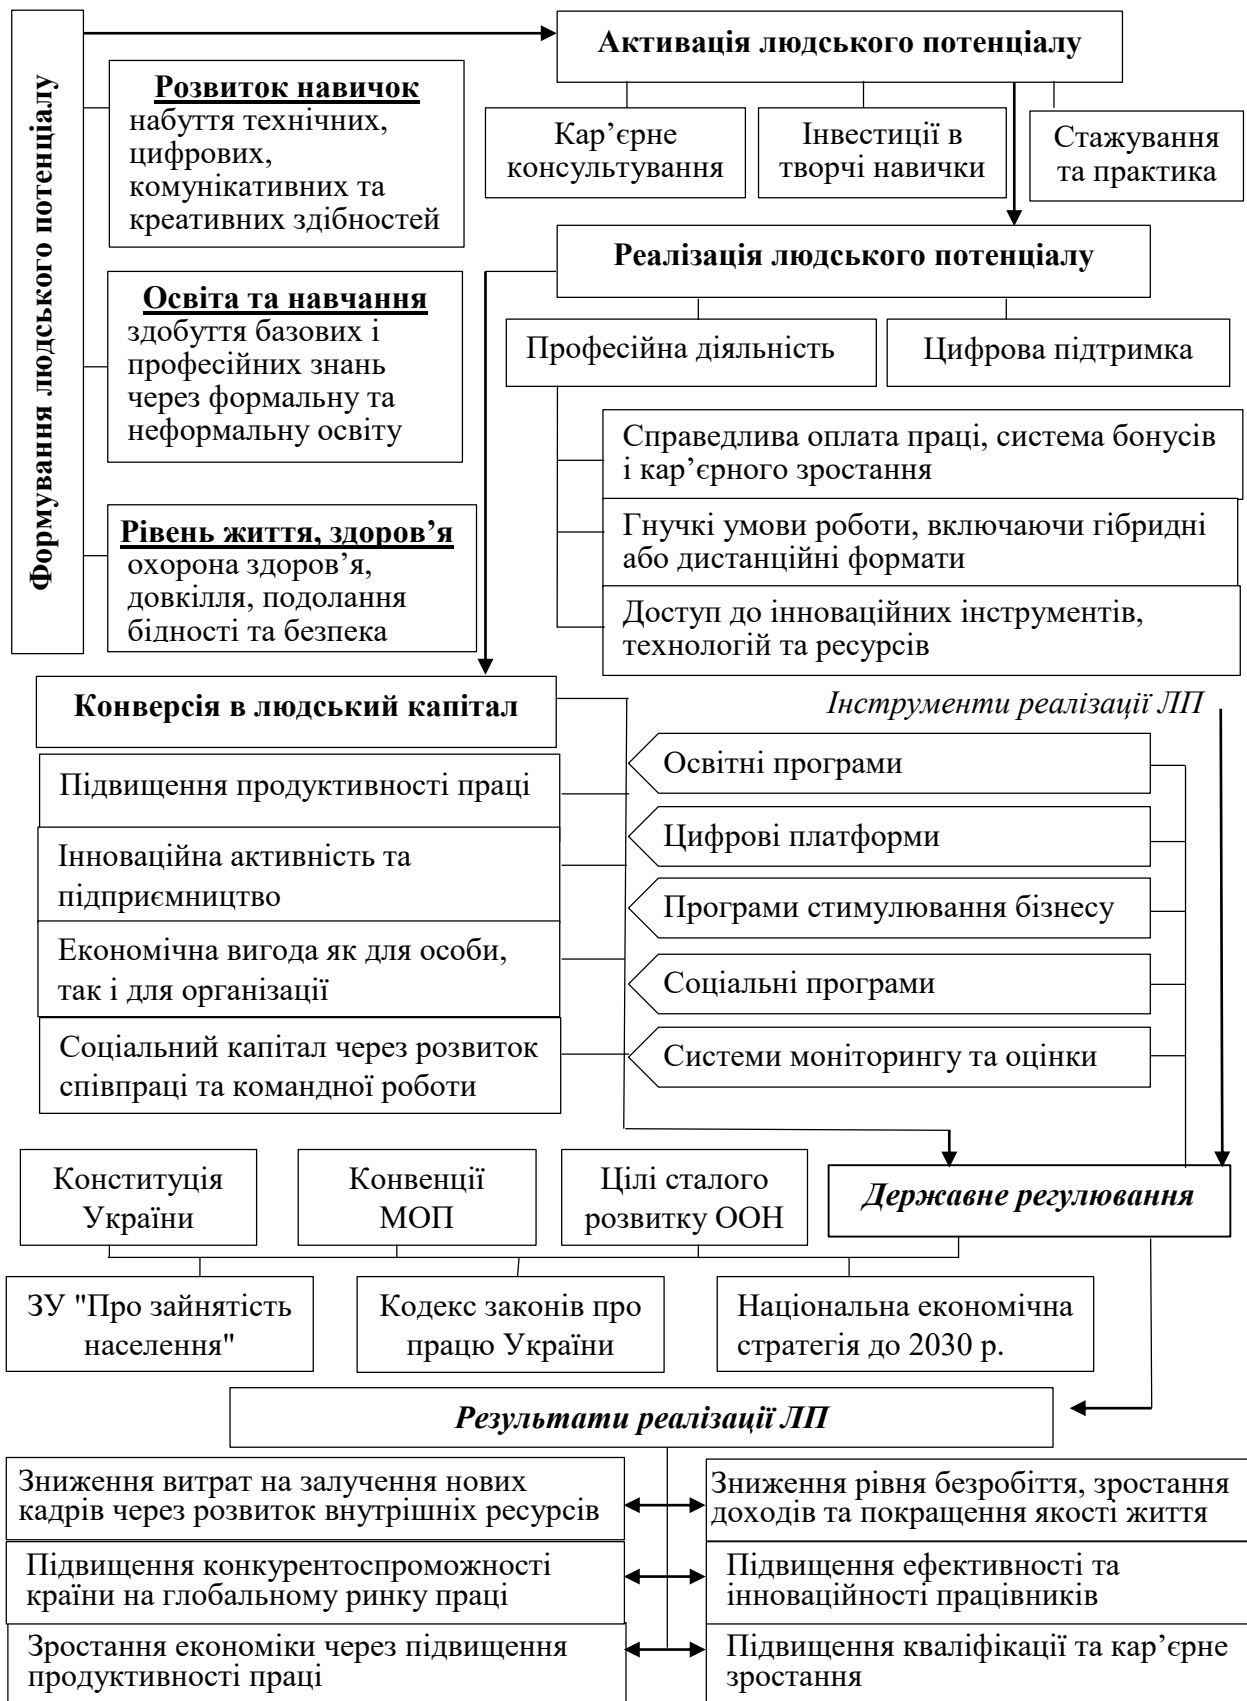 Формування людського потенціалу
Активація людського потенціалу
Розвиток навичок
набуття технічних,
цифрових,
комунікативних та
креативних здібностей
Кар’єрне
консультування
Інвестиції в
творчі навички
Стажування
та практика
Реалізація людського потенціалу
Освіта та навчання
здобуття базових і
професійних знань
через формальну та
неформальну освіту
Професійна діяльність
Цифрова підтримка
Справедлива оплата праці, система бонусів
і кар’єрного зростання
Гнучкі умови роботи, включаючи гібридні
або дистанційні формати
Доступ до інноваційних інструментів,
технологій та ресурсів
Рівень життя, здоров’я
охорона здоров’я,
довкілля, подолання
бідності та безпека
Конверсія в людський капітал
Інструменти реалізації ЛП
Підвищення продуктивності праці
Інноваційна активність та
підприємництво
Економічна вигода як для особи,
так і для організації
Соціальний капітал через розвиток
співпраці та командної роботи
Освітні програми
Цифрові платформи
Програми стимулювання бізнесу
Соціальні програми
Системи моніторингу та оцінки
Конституція
України
Конвенції
МОП
Цілі сталого
розвитку ООН
Державне регулювання
ЗУ "Про зайнятість
населення"
Кодекс законів про
працю України
Національна економічна
стратегія до 2030 р.
Результати реалізації ЛП
Зниження витрат на залучення нових
кадрів через розвиток внутрішніх ресурсів
Зниження рівня безробіття, зростання
доходів та покращення якості життя
Підвищення конкурентоспроможності
країни на глобальному ринку праці
Підвищення ефективності та
інноваційності працівників
Зростання економіки через підвищення
продуктивності праці
Підвищення кваліфікації та кар’єрне
зростання